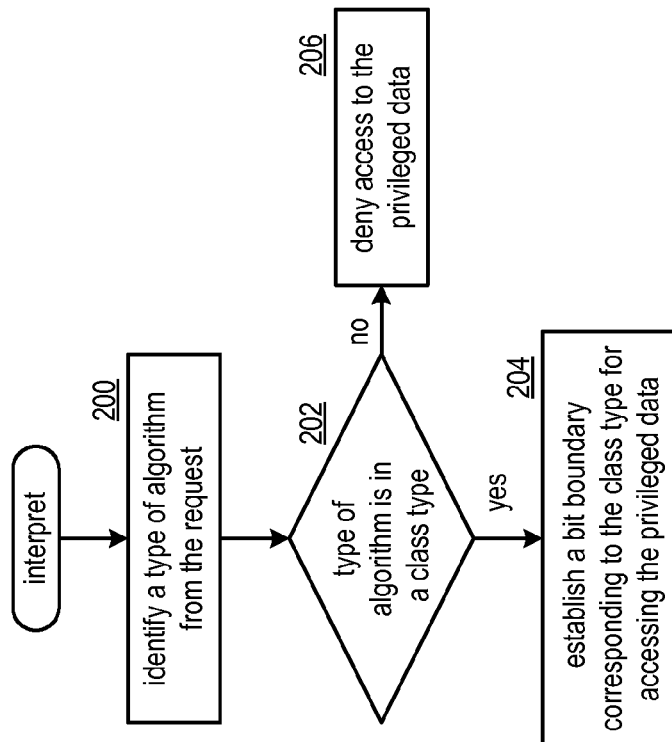 interpret
200
identify a type of algorithm
from the request
202
type of
algorithm is in
a class type
no
206
deny access to the
privileged data
yes
204
establish a bit boundary
corresponding to the class type for
accessing the privileged data